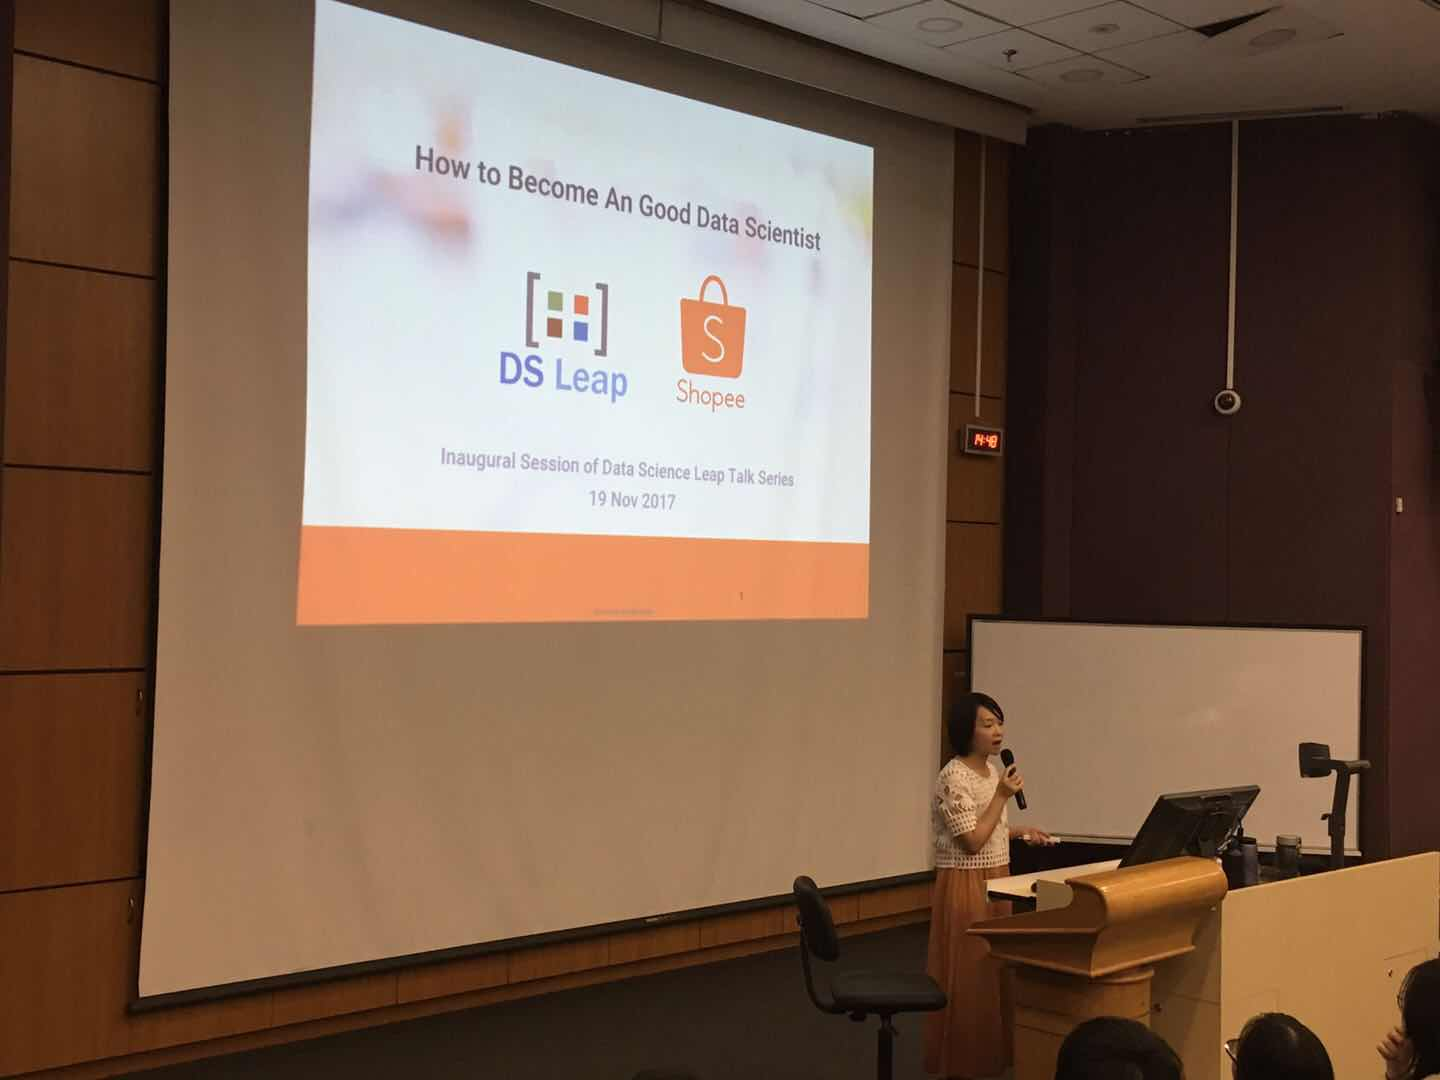 How to Become An Good Data Scientist
DS Leap
S
Shopee
Inaugural Session of Data Science Leap Talk Series
19 Nov 2017
1
14:48